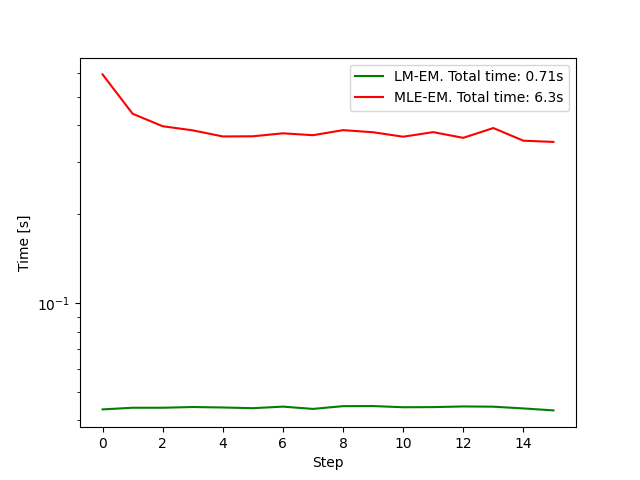 LM-EM. Total time: 0.71s
MLE-EM. Total time: 6.3s
Time [s]
10⁻¹
0 2 4 6 8 10 12 14
Step